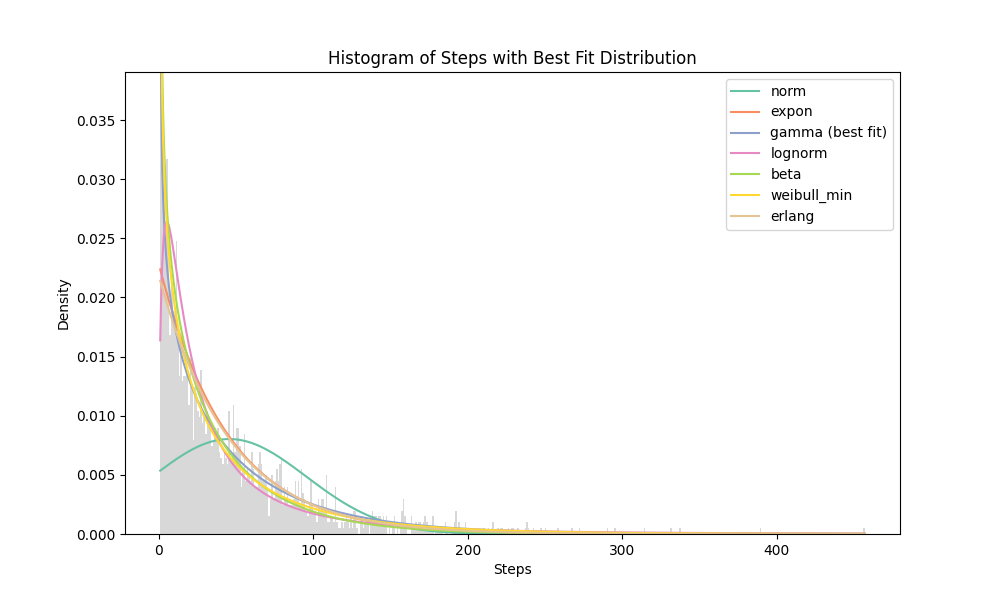 Histogram of Steps with Best Fit Distribution
norm
expon
gamma (best fit)
lognorm
beta
weibull_min
erlang
Density
0.035
0.030
0.025
0.020
0.015
0.010
0.005
0.000
0
100
200
300
400
Steps